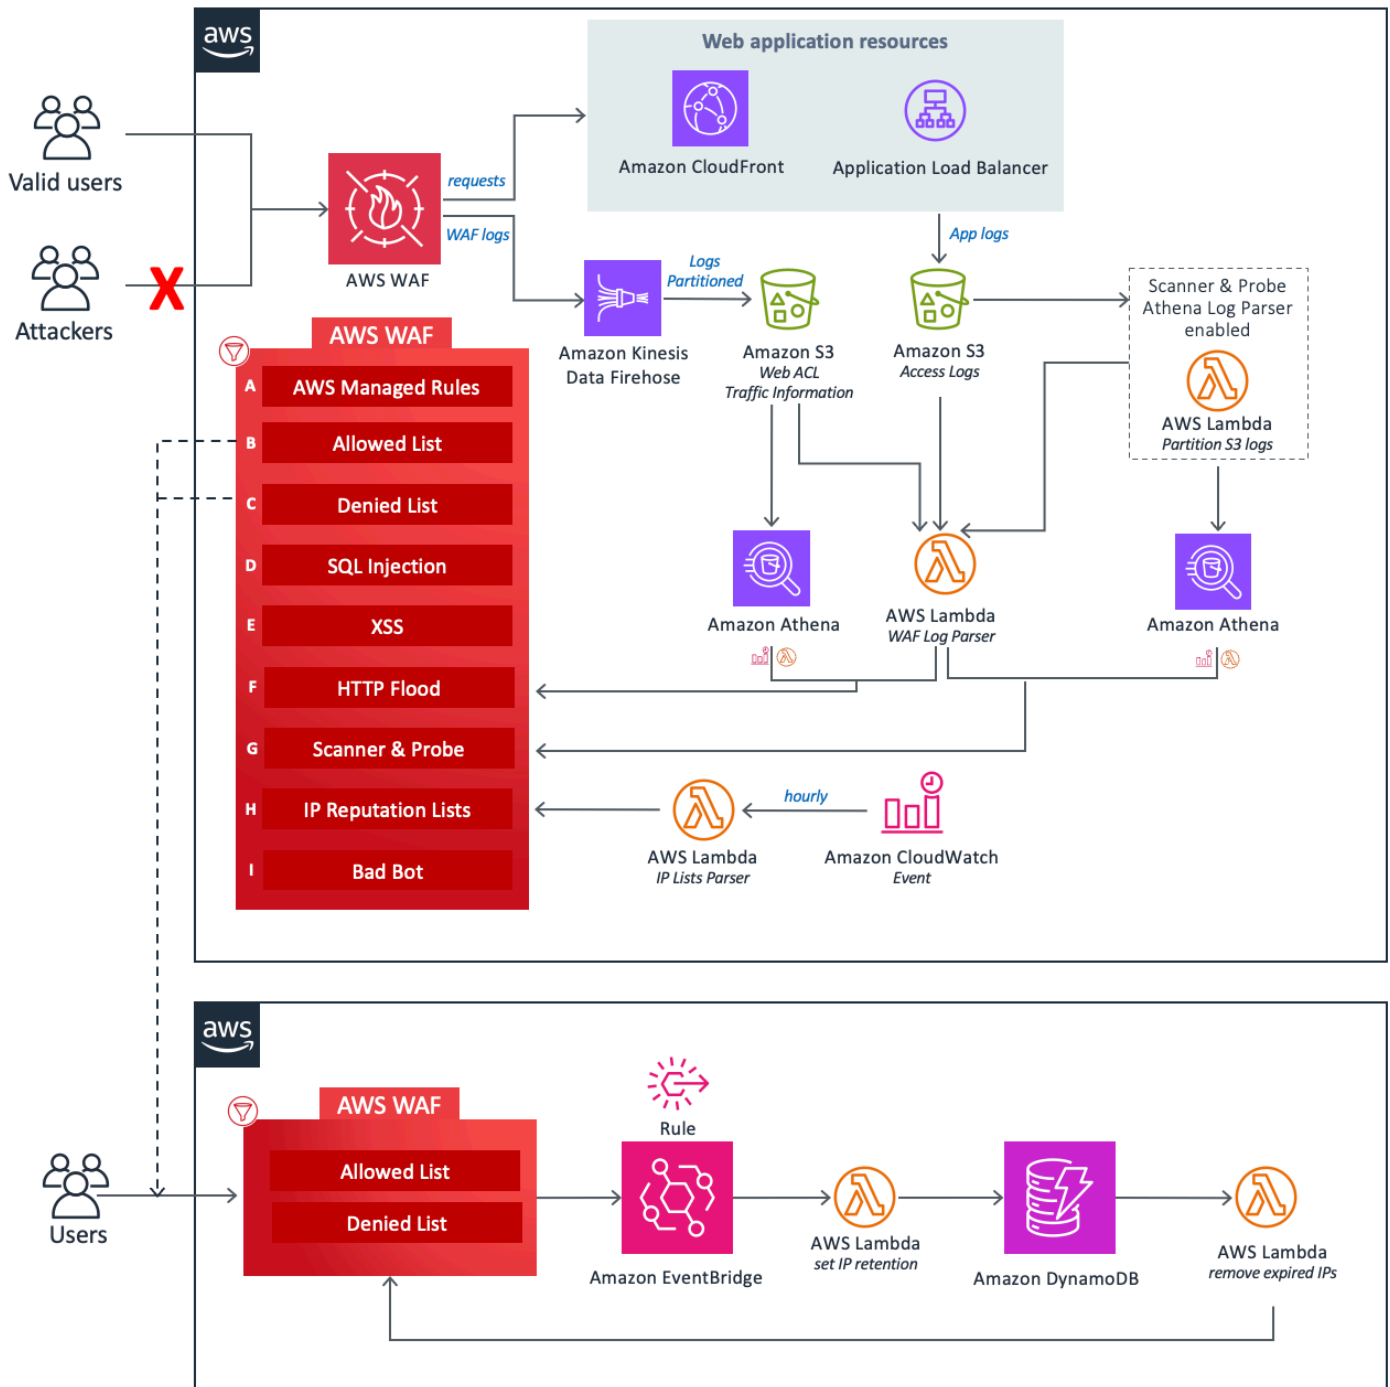 aws
Web application resources
Amazon CloudFront
Application Load Balancer
Valid users
requests
WAF logs
AWS WAF
App logs
Attackers
X
Logs
Partitioned
Amazon Kinesis
Data Firehose
Amazon S3
Web ACL
Traffic Information
Amazon S3
Access Logs
Scanner & Probe
Athena Log Parser
enabled
AWS Lambda
Partition S3 logs
AWS WAF
A AWS Managed Rules
B Allowed List
C Denied List
D SQL Injection
E XSS
F HTTP Flood
G Scanner & Probe
H IP Reputation Lists
I Bad Bot
Amazon Athena
AWS Lambda
WAF Log Parser
Amazon Athena
hourly
AWS Lambda
IP Lists Parser
Amazon CloudWatch
Event
aws
Users
AWS WAF
Allowed List
Denied List
Rule
Amazon EventBridge
AWS Lambda
set IP retention
Amazon DynamoDB
AWS Lambda
remove expired IPs